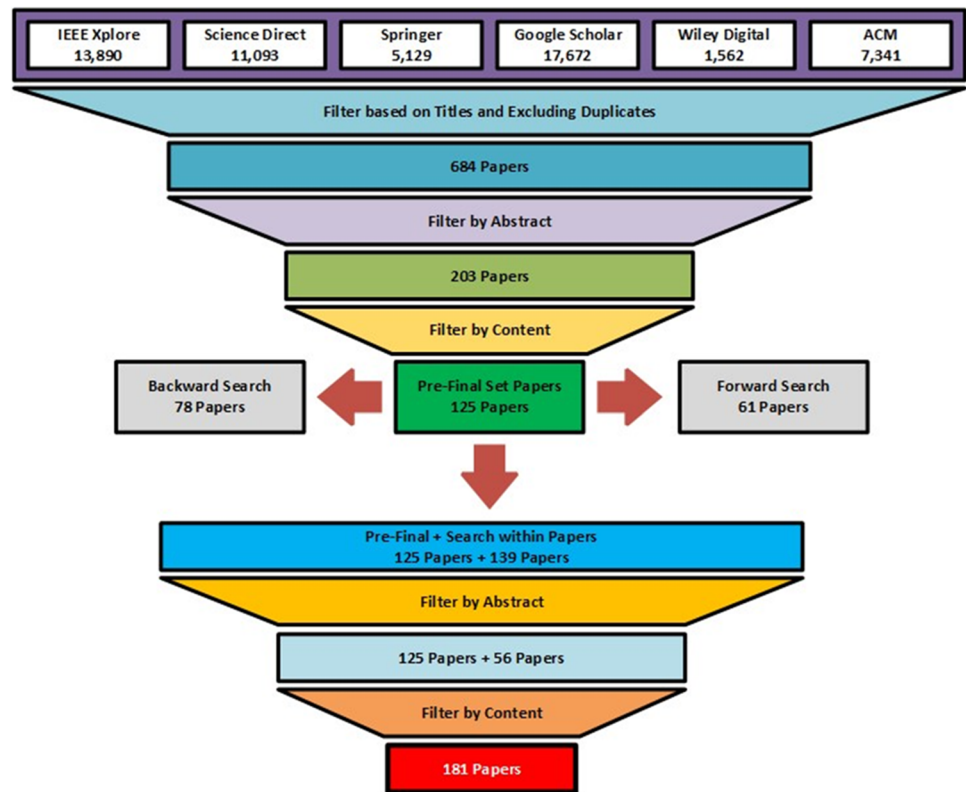 IEEE Xplore
13,890
Science Direct
11,093
Springer
5,129
Google Scholar
17,672
Wiley Digital
1,562
ACM
7,341
Filter based on Titles and Excluding Duplicates
684 Papers
Filter by Abstract
203 Papers
Filter by Content
Backward Search
78 Papers
Pre-Final Set Papers
125 Papers
Forward Search
61 Papers
Pre-Final + Search within Papers
125 Papers + 139 Papers
Filter by Abstract
125 Papers + 56 Papers
Filter by Content
181 Papers